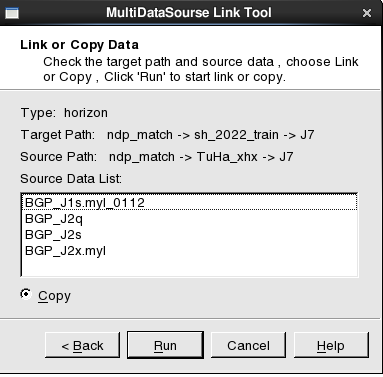 MultiDataSourse Link Tool
Link or Copy Data
Check the target path and source data , choose Link
or Copy , Click 'Run' to start link or copy.
Type: horizon
Target Path: ndp_match -> sh_2022_train -> J7
Source Path: ndp_match -> TuHa_xhx -> J7
Source Data List:
BGP_J1s.myl_0112
BGP_J2q
BGP_J2s
BGP_J2x.myl
Copy
< Back Run Cancel Help